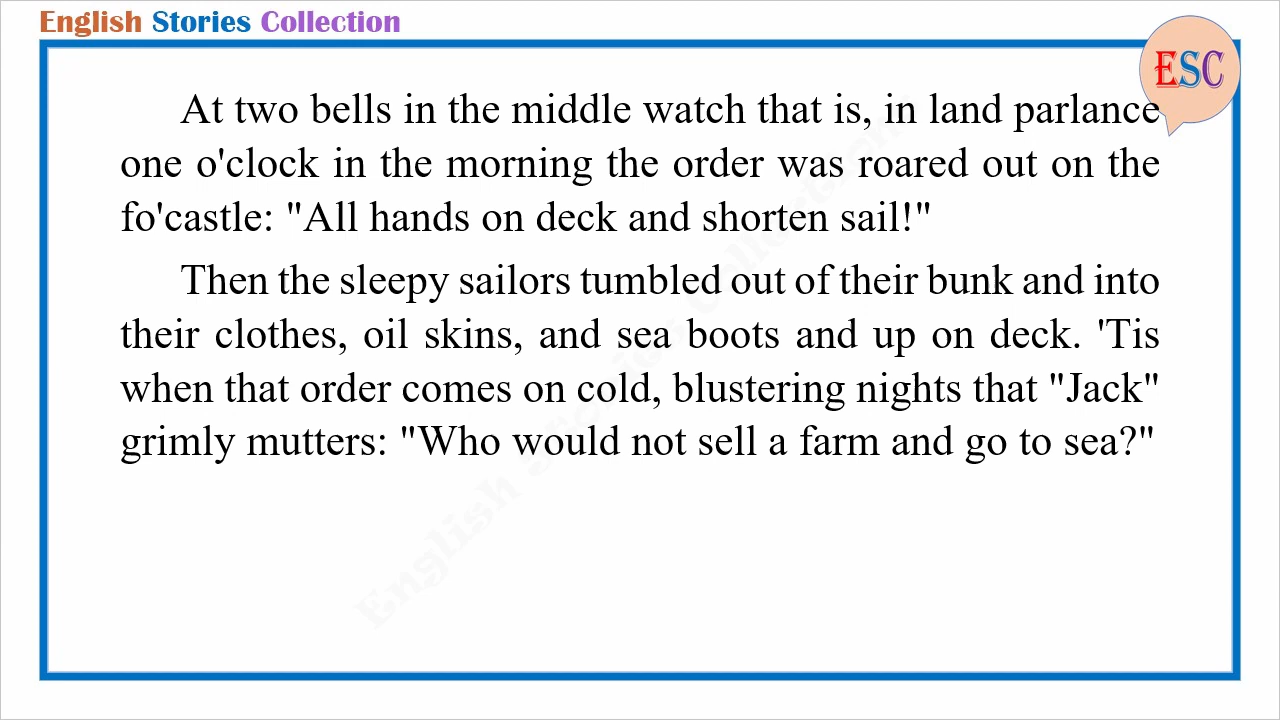 English Stories Collection
ESC
At two bells in the middle watch that is, in land parlance
one o'clock in the morning the order was roared out on the
fo'castle: "All hands on deck and shorten sail!"
Then the sleepy sailors tumbled out of their bunk and into
their clothes, oil skins, and sea boots and up on deck. 'Tis
when that order comes on cold, blustering nights that "Jack"
grimly mutters: "Who would not sell a farm and go to sea?"
English Stories Collection